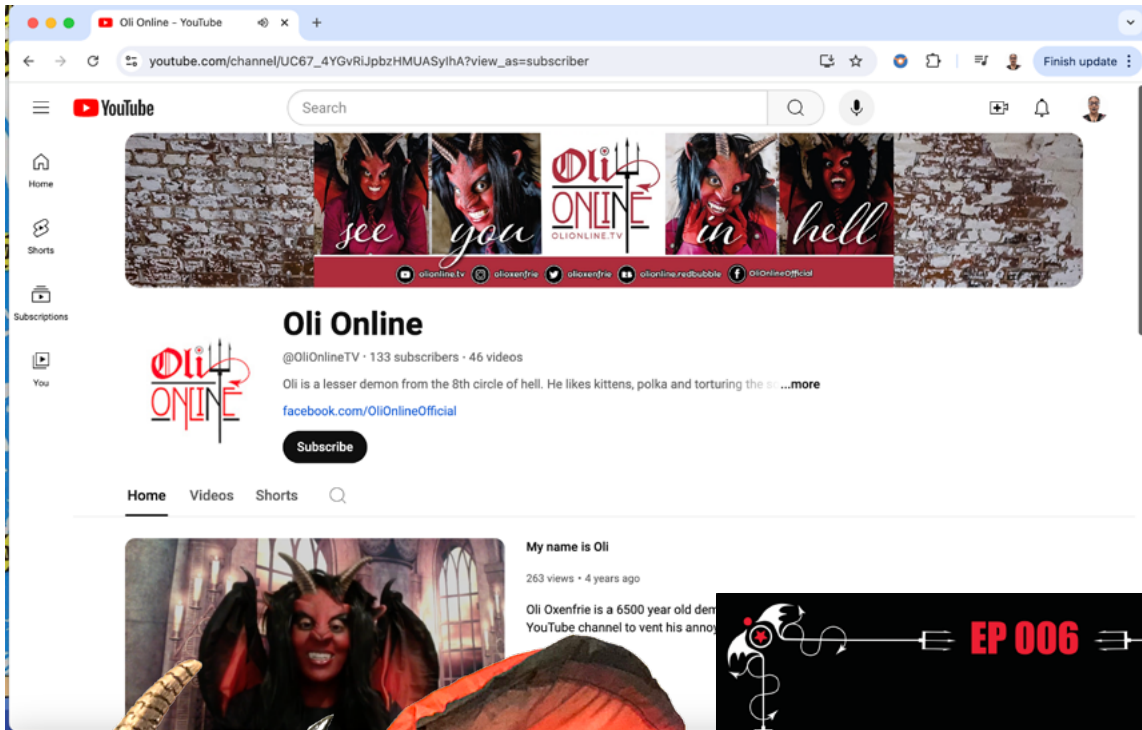 Oli Online - YouTube
youtube.com/channel/UC67_4YGvRiJpbzHMUASyIhA?view_as=subscriber
Finish update
YouTube
Search
Home
Shorts
Subscriptions
You
see you Oli ONLINE in hell
OLIONLINE.TV
olionline.tv olioxenfrie olioxenfrie olionline.redbubble OliOnlineOfficial
Oli ONLINE
Oli Online
@OliOnlineTV · 133 subscribers · 46 videos
Oli is a lesser demon from the 8th circle of hell. He likes kittens, polka and torturing the ...more
facebook.com/OliOnlineOfficial
Subscribe
Home Videos Shorts
My name is Oli
263 views • 4 years ago
Oli Oxenfrie is a 6500 year old
YouTube channel to vent his
EP 006